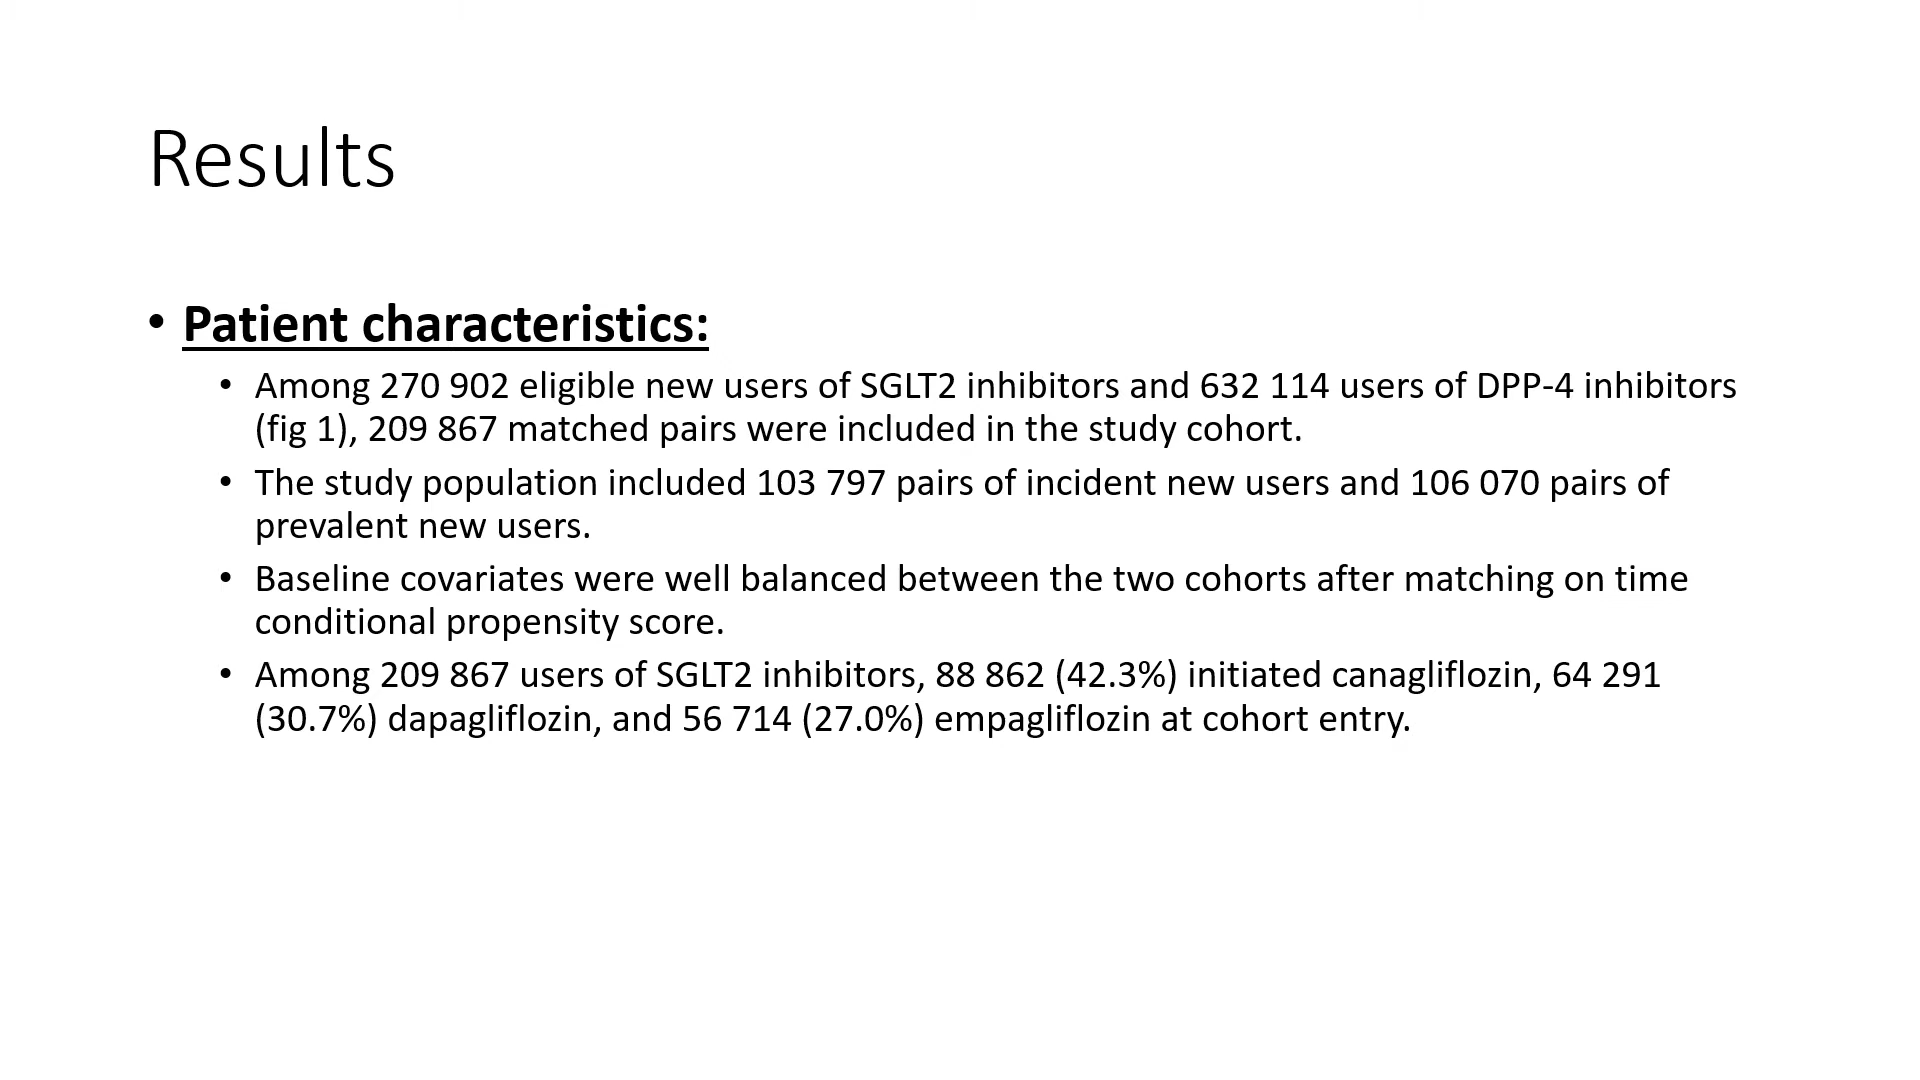 Results
• Patient characteristics:
• Among 270 902 eligible new users of SGLT2 inhibitors and 632 114 users of DPP-4 inhibitors
(fig 1), 209 867 matched pairs were included in the study cohort.
• The study population included 103 797 pairs of incident new users and 106 070 pairs of
prevalent new users.
• Baseline covariates were well balanced between the two cohorts after matching on time
conditional propensity score.
• Among 209 867 users of SGLT2 inhibitors, 88 862 (42.3%) initiated canagliflozin, 64 291
(30.7%) dapagliflozin, and 56 714 (27.0%) empagliflozin at cohort entry.